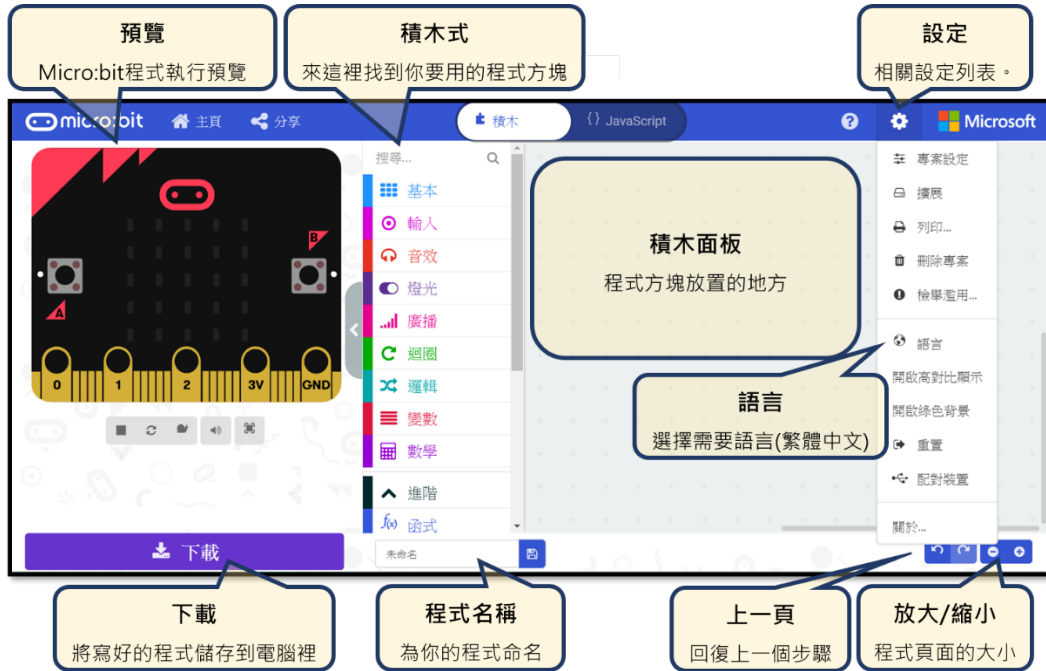 預覽
Micro:bit程式執行預覽
積木式
來這裡找到你要用的程式方塊
設定
相關設定列表。
micro:bit
主頁
分享
積木
{} JavaScript
?
Microsoft
搜尋...
基本
輸入
音效
燈光
廣播
迴圈
邏輯
變數
數學
進階
f(x) 函式
B
A
0
1
2
3V
GND
積木面板
程式方塊放置的地方
專案設定
擴展
列印...
刪除專案
檢舉濫用...
語言
開啟高對比顯示
開啟綠色背景
重置
配對裝置
關於...
語言
選擇需要語言(繁體中文)
下載
未命名
下載
將寫好的程式儲存到電腦裡
程式名稱
為你的程式命名
上一頁
回復上一個步驟
放大/縮小
程式頁面的大小